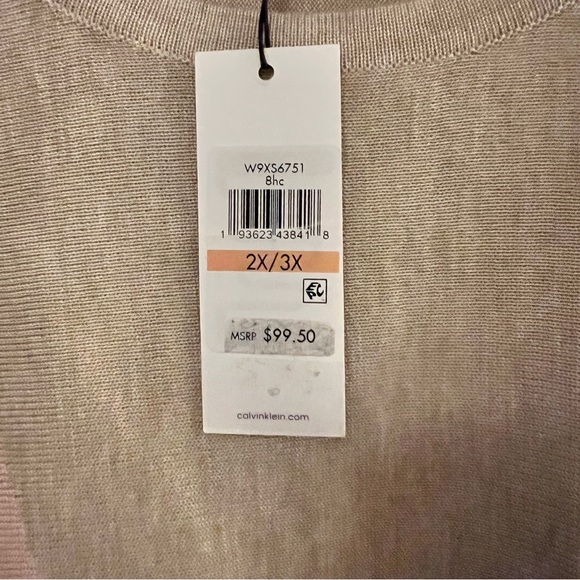 W9XS6751
8hc
1 93623 43841 8
2X/3X
MSRP $99.50
calvinklein.com